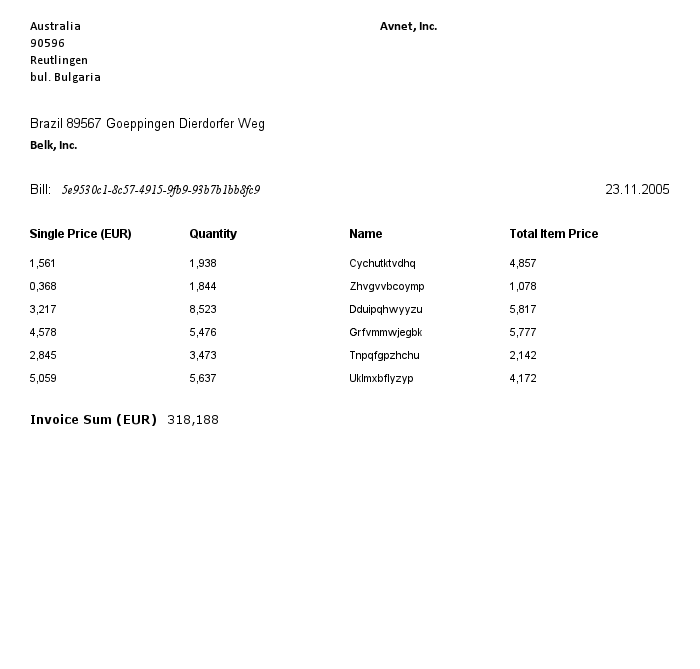 Australia
90596
Reutlingen
bul. Bulgaria
Avnet, Inc.
Brazil 89567 Goeppingen Dierdorfer Weg
Belk, Inc.
Bill: 5e9530c1-8c57-4915-9fb9-93b7b1bb8fc9 23.11.2005
Single Price (EUR) Quantity Name Total Item Price
1,561 1,938 Cychutktvdhq 4,857
0,368 1,844 Zhvgvvbcoymp 1,078
3,217 8,523 Dduipqhwyyzu 5,817
4,578 5,476 Grfvmmwjegbk 5,777
2,845 3,473 Tnpqfgpzhchu 2,142
5,059 5,637 Uklmxbflyzyp 4,172
Invoice Sum (EUR) 318,188